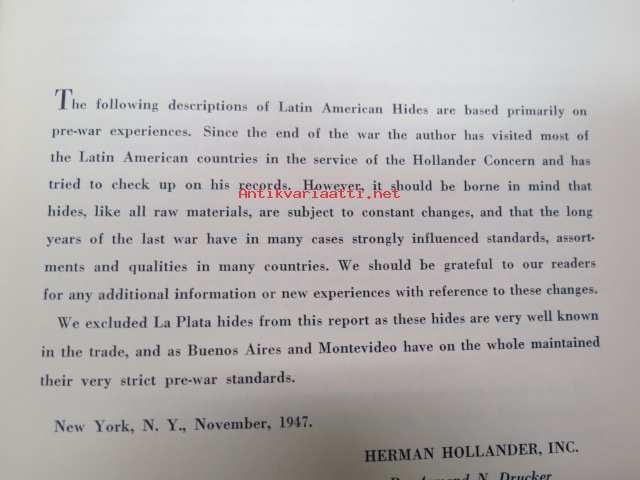 The following descriptions of Latin American Hides are based primarily on
pre-war experiences. Since the end of the war the author has visited most of
the Latin American countries in the service of the Hollander Concern and has
tried to check up on his records. However, it should be borne in mind that
Antikvariaatti.net
hides, like all raw materials, are subject to constant changes, and that the long
years of the last war have in many cases strongly influenced standards, assort-
ments and qualities in many countries. We should be grateful to our readers
for any additional information or new experiences with reference to these changes.
We excluded La Plata hides from this report as these hides are very well known
in the trade, and as Buenos Aires and Montevideo have on the whole maintained
their very strict pre-war standards.
New York, N. Y., November, 1947.
HERMAN HOLLANDER, INC.
N. Drucker